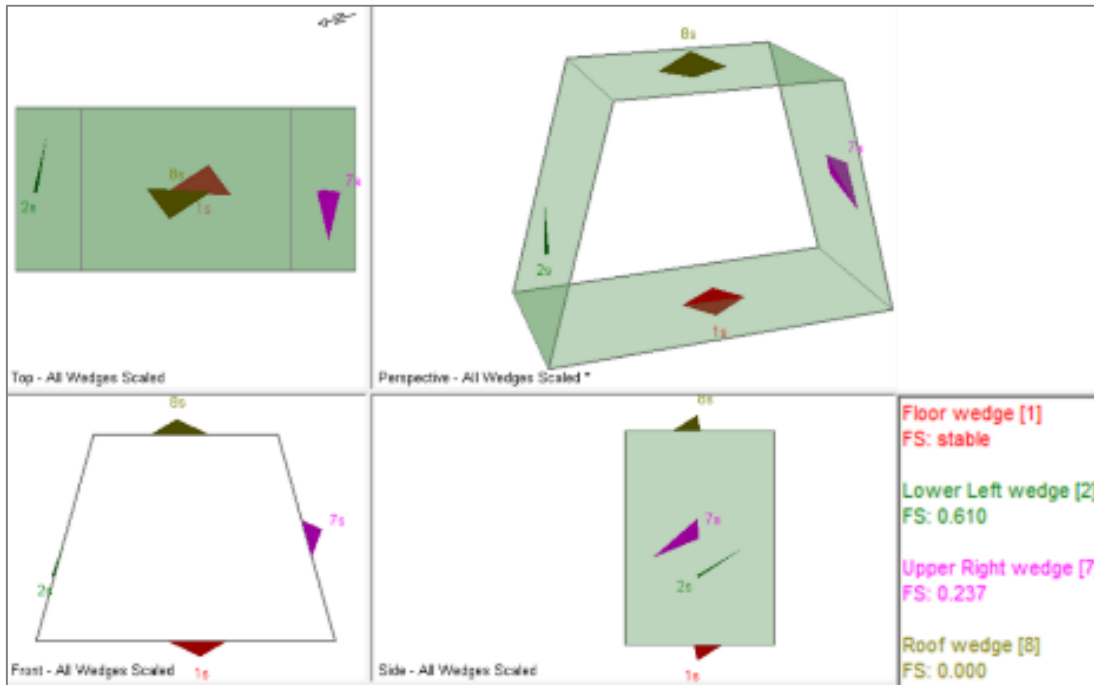 8s
2s
1s
7s
Top - All Wedges Scaled
8s
7s
2s
1s
Perspective - All Wedges Scaled *
8s
7s
2s
1s
Front - All Wedges Scaled
8s
7s
2s
1s
Side - All Wedges Scaled
Floor wedge [1]
FS: stable
Lower Left wedge [2]
FS: 0.610
Upper Right wedge [7
FS: 0.237
Roof wedge [8]
FS: 0.000